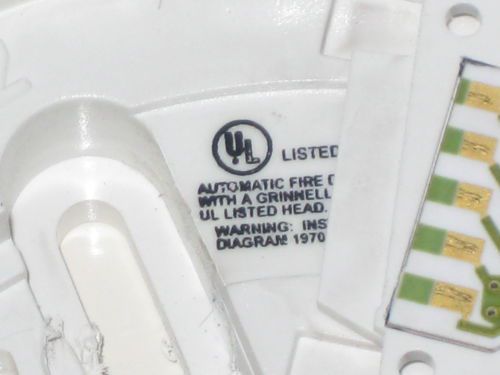 UL LISTED
AUTOMATIC FIRE
WITH A GRINNELL
UL LISTED HEAD.
WARNING: INS
DIAGRAM 1970